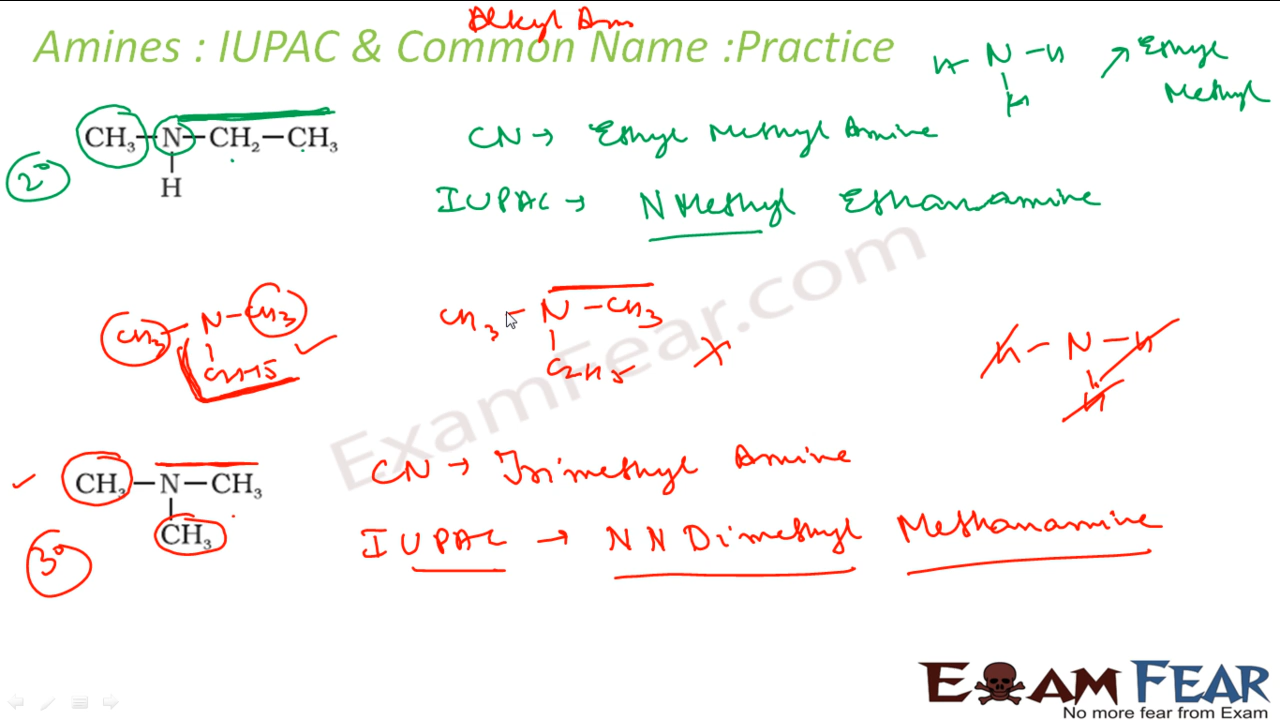 Alkyl Am
Amines : IUPAC & Common Name :Practice
H – N – H
H
Ethyl
Methyl
CH₃–N–CH₂–CH₃
H
2°
CN → Ethyl Methyl Amine
IUPAC → N Methyl Ethanamine
CH3 – N – CH3
C2H5
CH3 – N – CH3
C2H5
H – N – H
H
ExamFear.com
CH₃–N–CH₃
CH₃
3°
CN → Trimethyl Amine
IUPAC → N N Dimethyl Methanamine
EXAM FEAR
No more fear from Exam